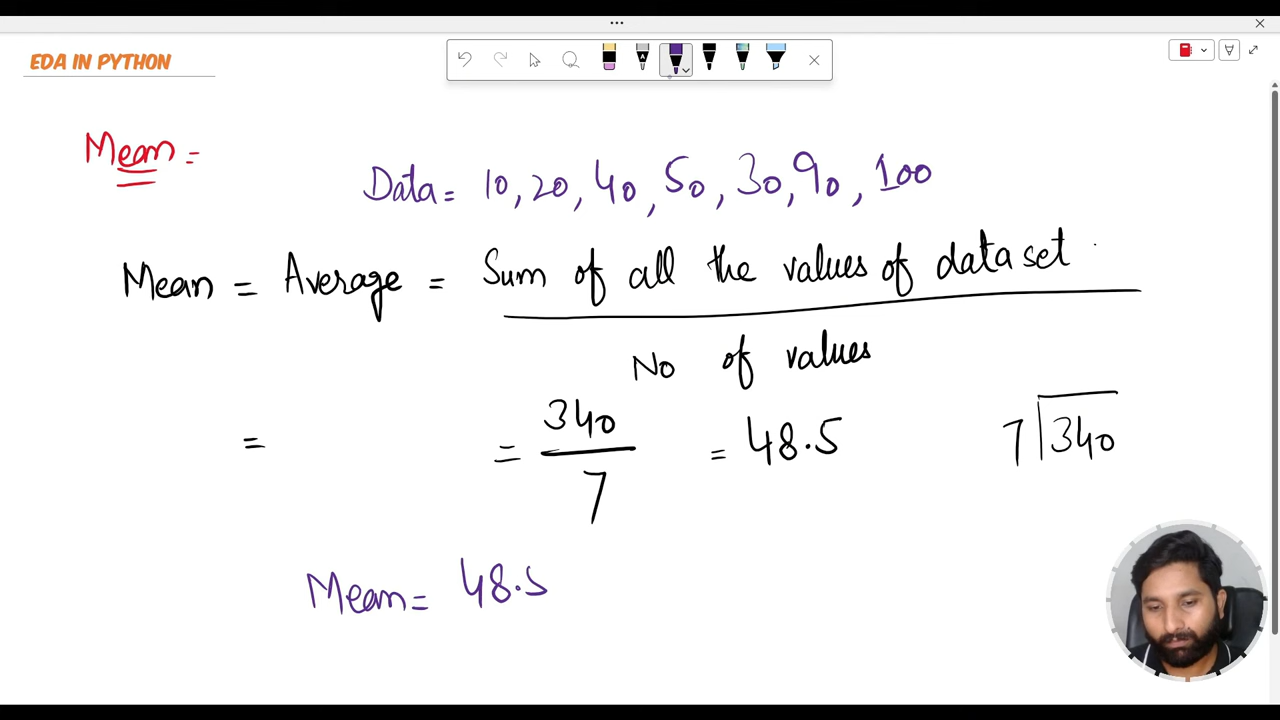 EDA IN PYTHON
Mean =
Data = 10, 20, 40, 50, 30, 90, 100
Mean = Average = Sum of all the values of dataset
No of values
= = 340 / 7 = 48.5 7 340
Mean = 48.5